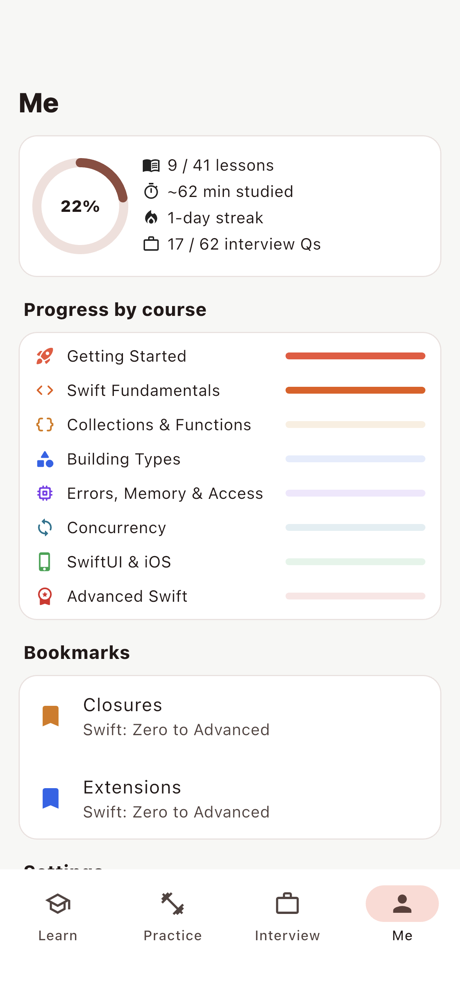 Me
22%
9 / 41 lessons
~62 min studied
1-day streak
17 / 62 interview Qs
Progress by course
Getting Started
Swift Fundamentals
Collections & Functions
Building Types
Errors, Memory & Access
Concurrency
SwiftUI & iOS
Advanced Swift
Bookmarks
Closures
Swift: Zero to Advanced
Extensions
Swift: Zero to Advanced
Settings
Learn
Practice
Interview
Me